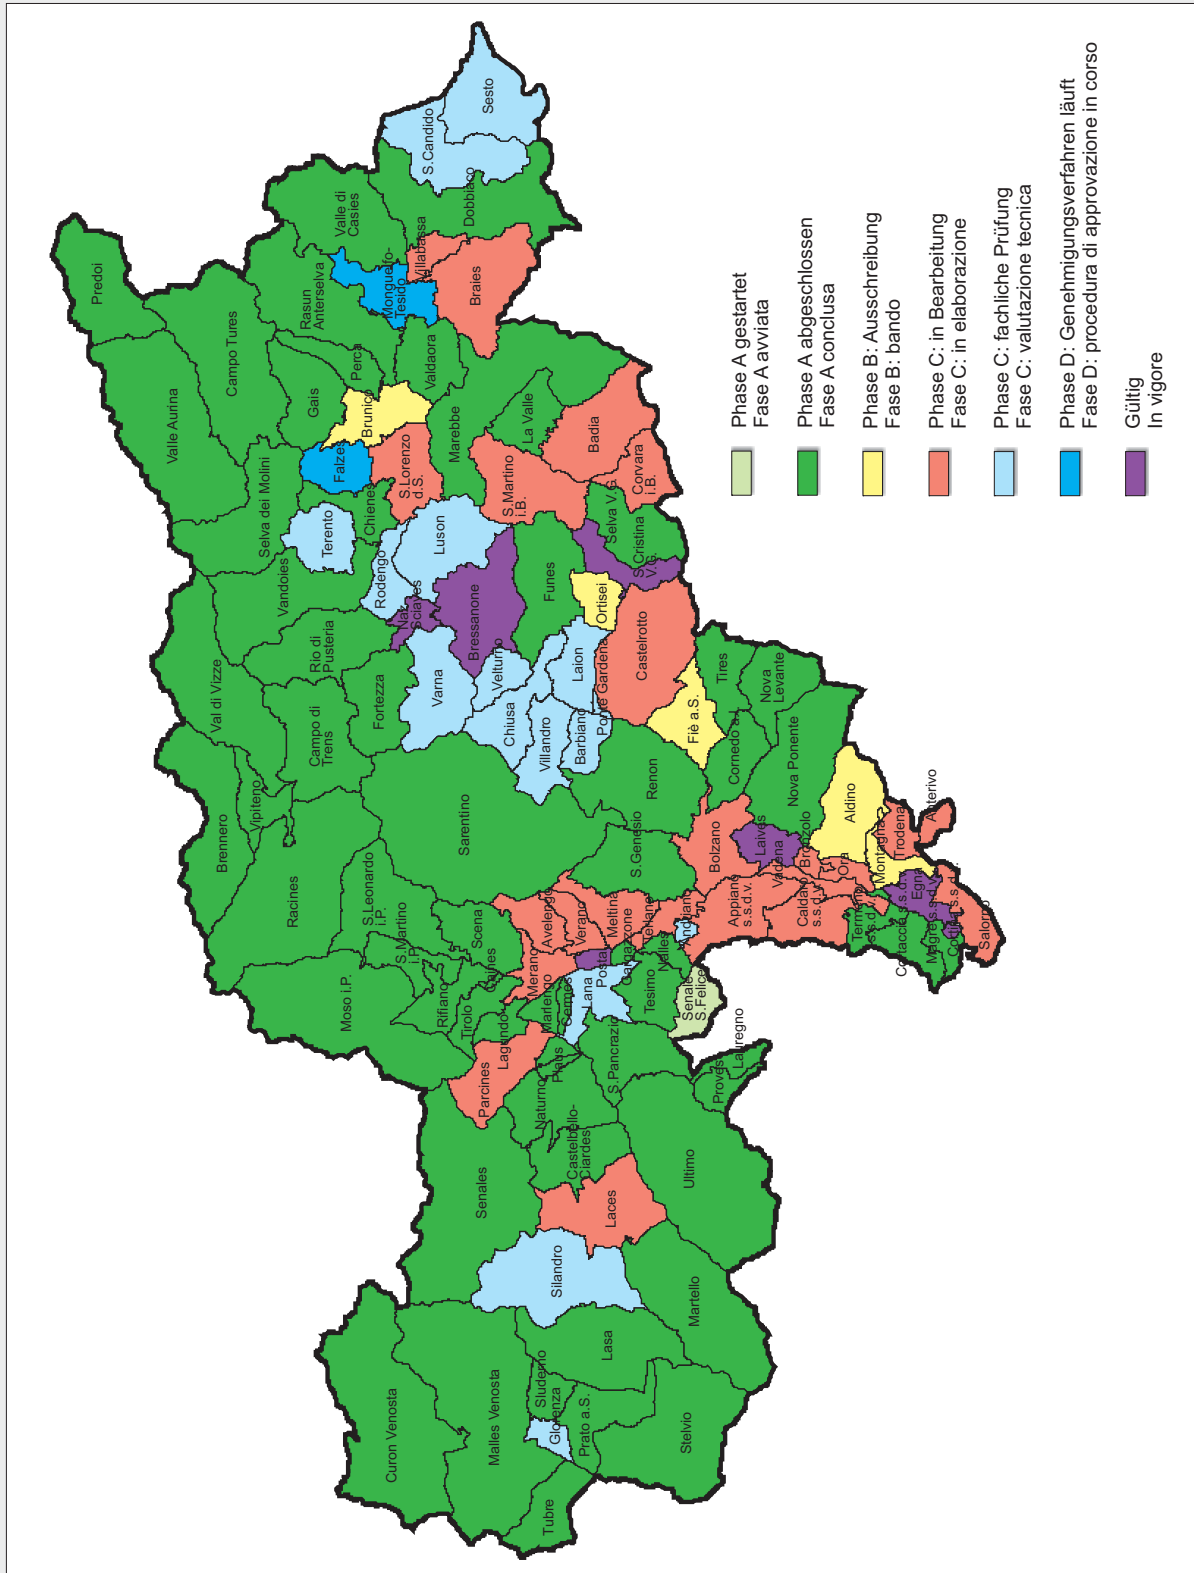 Predoi
Valle Aurina
Campo Tures
Rasun
Anterselva
Valle di
Casies
S.Candido
Sesto
Dobbiaco
Villabassa
Monguelfo-
Tesido
Braies
Perca
Gais
Valdaora
Brunico
Falzes
S.Lorenzo
d.S.
Marebbe
La Valle
Badia
S.Martino
i.B.
Corvara
i.B.
Selva dei Molini
Chienes
Terento
Vandoies
Rodengo
Luson
Selva V.G.
S.Cristina
V.G.
Naz
Sciaves
Bressanone
Funes
Ortisei
Rio di
Pusteria
Val di Vizze
Campo di
Trens
Fortezza
Varna
Velturno
Laion
Chiusa
Villandro
Barbiano
Ponte Gardena
Castelrotto
Tires
Nova
Levante
Fiè a.S.
Cornedo a.I.
Nova Ponente
Renon
Brennero
Vipiteno
Racines
Sarentino
S.Genesio
Bolzano
Laives
Vadena
Bronzolo
Aldino
Ora
Montagna
Trodena
Anterivo
S.Leonardo
i.P.
S.Martino
i.P.
Moso i.P.
Scena
Rifiano
Caines
Tirolo
Avelengo
Verano
Meltina
Merano
Postal
Gargazzone
Terlano
Andriano
Nalles
Appiano
s.s.d.v.
Caldaro
s.s.d.v.
Termeno
s.s.d.v.
Cortaccia s.s.d.v.
Magrè s.s.d.v.
Egna
Cortina s.s.d.v.
Salorno
Lagundo
Marlengo
Cermes
Lana
Tesimo
Senale
S.Felice
Parcines
Plaus
Naturno
S.Pancrazio
Lauregno
Proves
Castelbello-
Ciardes
Senales
Ultimo
Laces
Silandro
Martello
Lasa
Sluderno
Glorenza
Prato a.S.
Stelvio
Curon Venosta
Malles Venosta
Tubre
Phase A gestartet
Fase A avviata
Phase A abgeschlossen
Fase A conclusa
Phase B: Ausschreibung
Fase B: bando
Phase C: in Bearbeitung
Fase C: in elaborazione
Phase C: fachliche Prüfung
Fase C: valutazione tecnica
Phase D: Genehmigungsverfahren läuft
Fase D: procedura di approvazione in corso
Gültig
In vigore